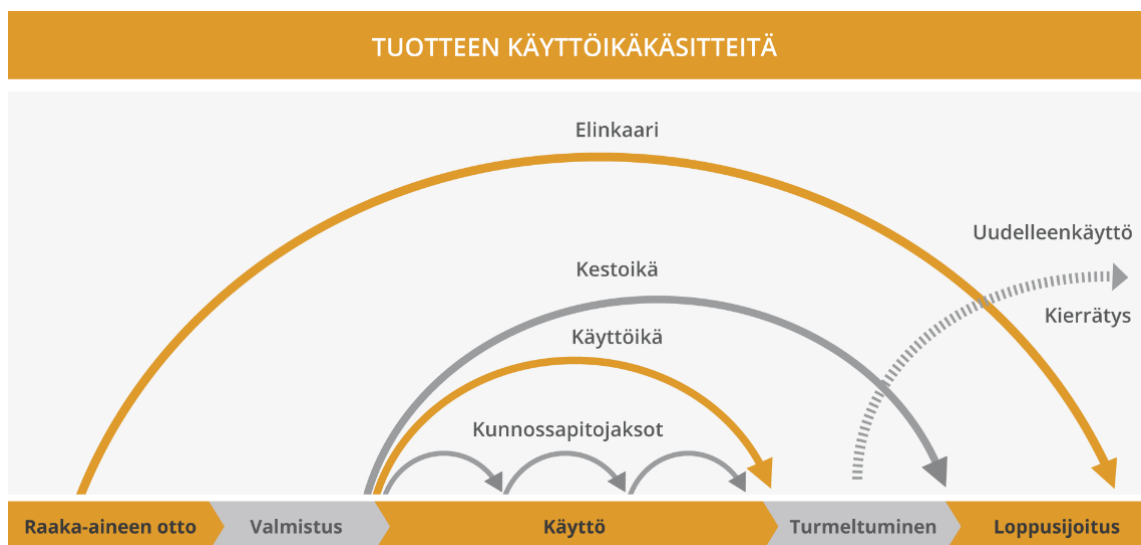 TUOTTEEN KÄYTTÖIKÄKÄSITTEITÄ
Elinkaari
Uudelleenkäyttö
Kestoikä
Kierrätys
Käyttöikä
Kunnossapitojaksot
Raaka-aineen otto
Valmistus
Käyttö
Turmeltuminen
Loppusijoitus